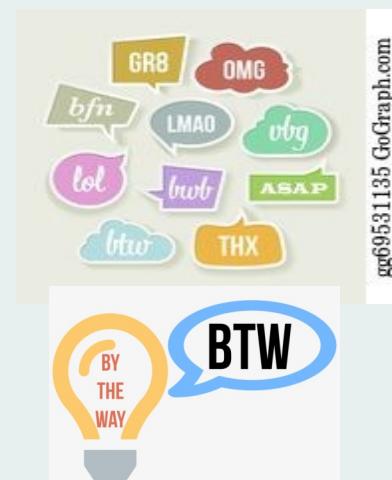 GR8
OMG
bfn
LMAO
vbg
lol
bwb
ASAP
btw
THX
gg69531135 GoGraph.com
BY
THE
WAY
BTW